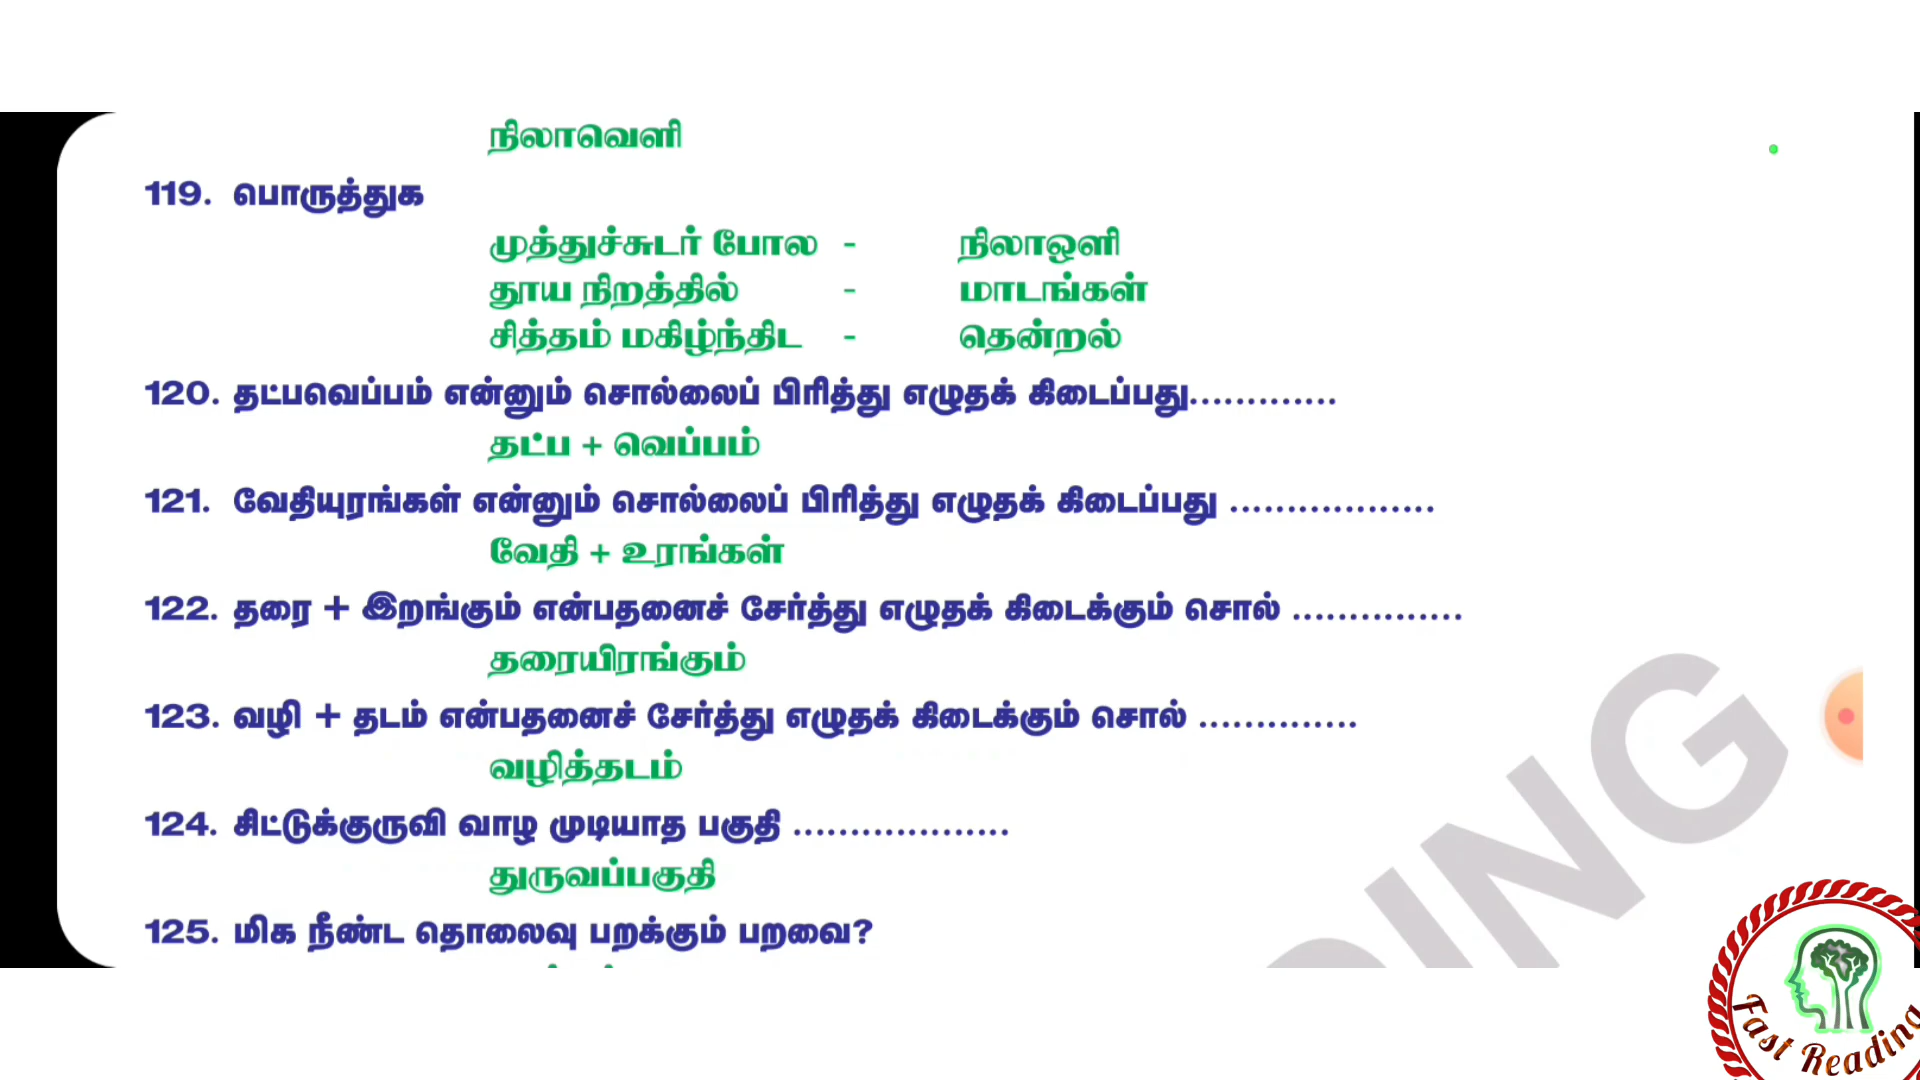 நிலாவெளி
119. பொருத்துக
முத்துச்சுடர் போல - நிலாஒளி
தூய நிறத்தில் - மாடங்கள்
சித்தம் மகிழ்ந்திட - தென்றல்
120. தட்பவெப்பம் என்னும் சொல்லைப் பிரித்து எழுதக் கிடைப்பது.............
தட்ப + வெப்பம்
121. வேதியுரங்கள் என்னும் சொல்லைப் பிரித்து எழுதக் கிடைப்பது ..................
வேதி + உரங்கள்
122. தரை + இறங்கும் என்பதனைச் சேர்த்து எழுதக் கிடைக்கும் சொல் ...............
தரையிரங்கும்
123. வழி + தடம் என்பதனைச் சேர்த்து எழுதக் கிடைக்கும் சொல் ..............
வழித்தடம்
124. சிட்டுக்குருவி வாழ முடியாத பகுதி ...................
துருவப்பகுதி
125. மிக நீண்ட தொலைவு பறக்கும் பறவை?
Fast Reading